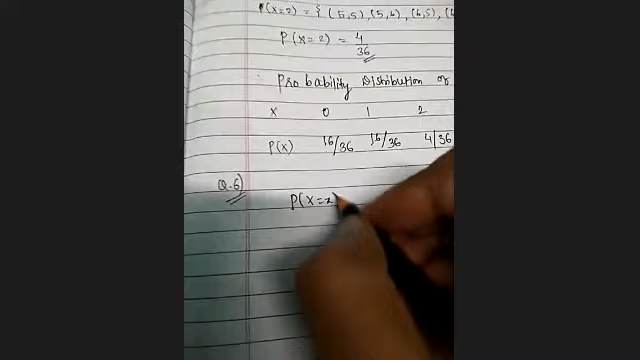 P(x=2) = { (5,5), (5,6), (6,5), (6
P(x=2) = 4/36
∴ Probability Distribution of
X 0 1 2
P(X) 16/36 16/36 4/36
Q.6)
P(X=x)